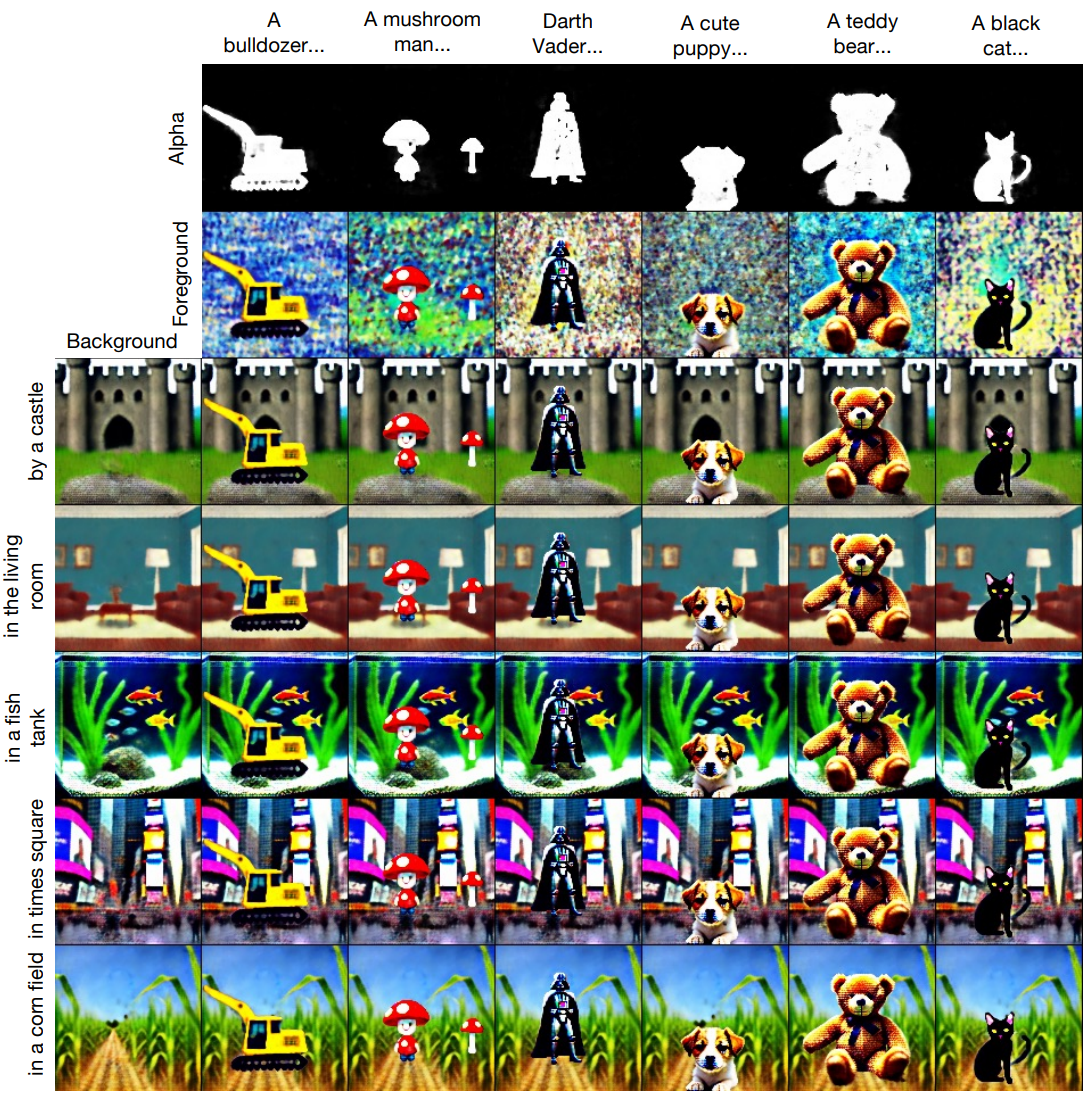 A
bulldozer...
A mushroom
man...
Darth
Vader...
A cute
puppy...
A teddy
bear...
A black
cat...
Alpha
Foreground
Background
by a castle
in the living
room
in a fish
tank
in times square
in a corn field